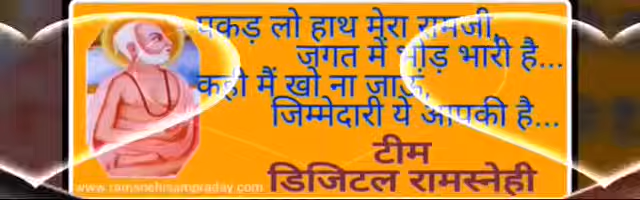 पकड़ लो हाथ मेरा रामजी,
जगत में भीड़ भारी है...
कही मैं खो ना जाऊं,
जिम्मेदारी ये आपकी है...
टीम
डिजिटल रामस्नेही
www.ramsnehisampraday.com